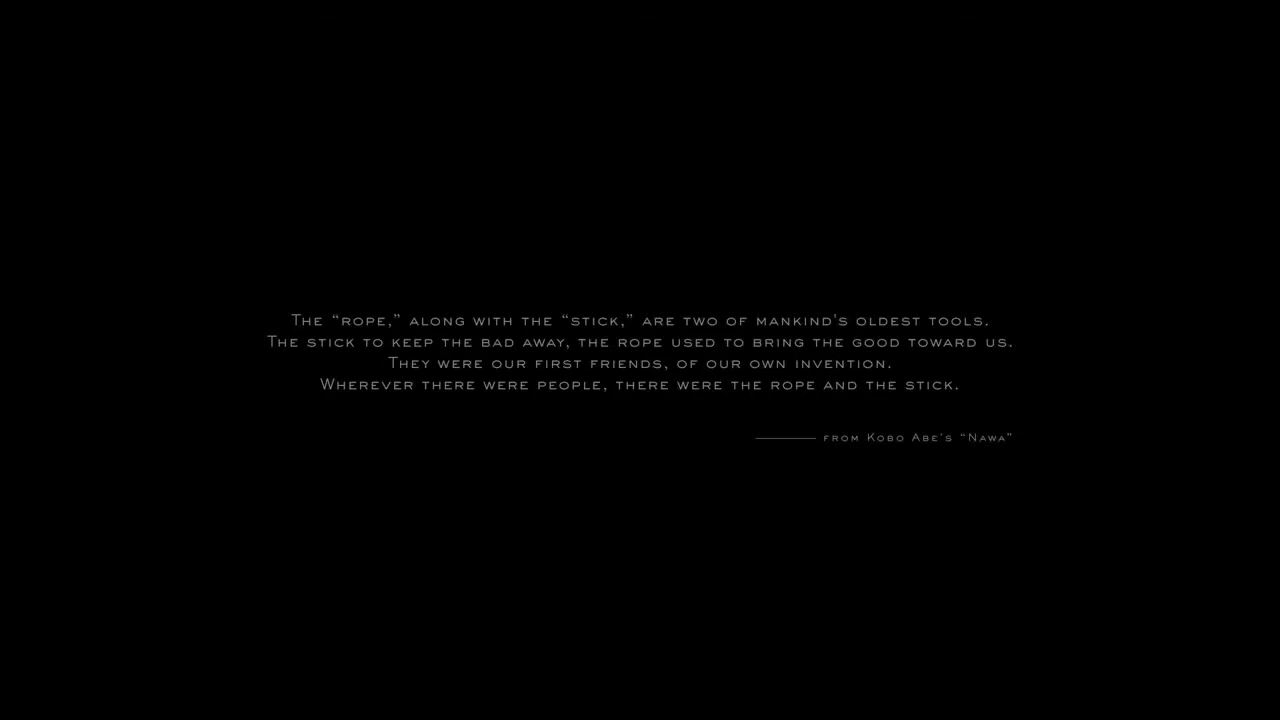 The “rope,” along with the “stick,” are two of mankind's oldest tools.
The stick to keep the bad away, the rope used to bring the good toward us.
They were our first friends, of our own invention.
Wherever there were people, there were the rope and the stick.
from Kobo Abe's “Nawa”